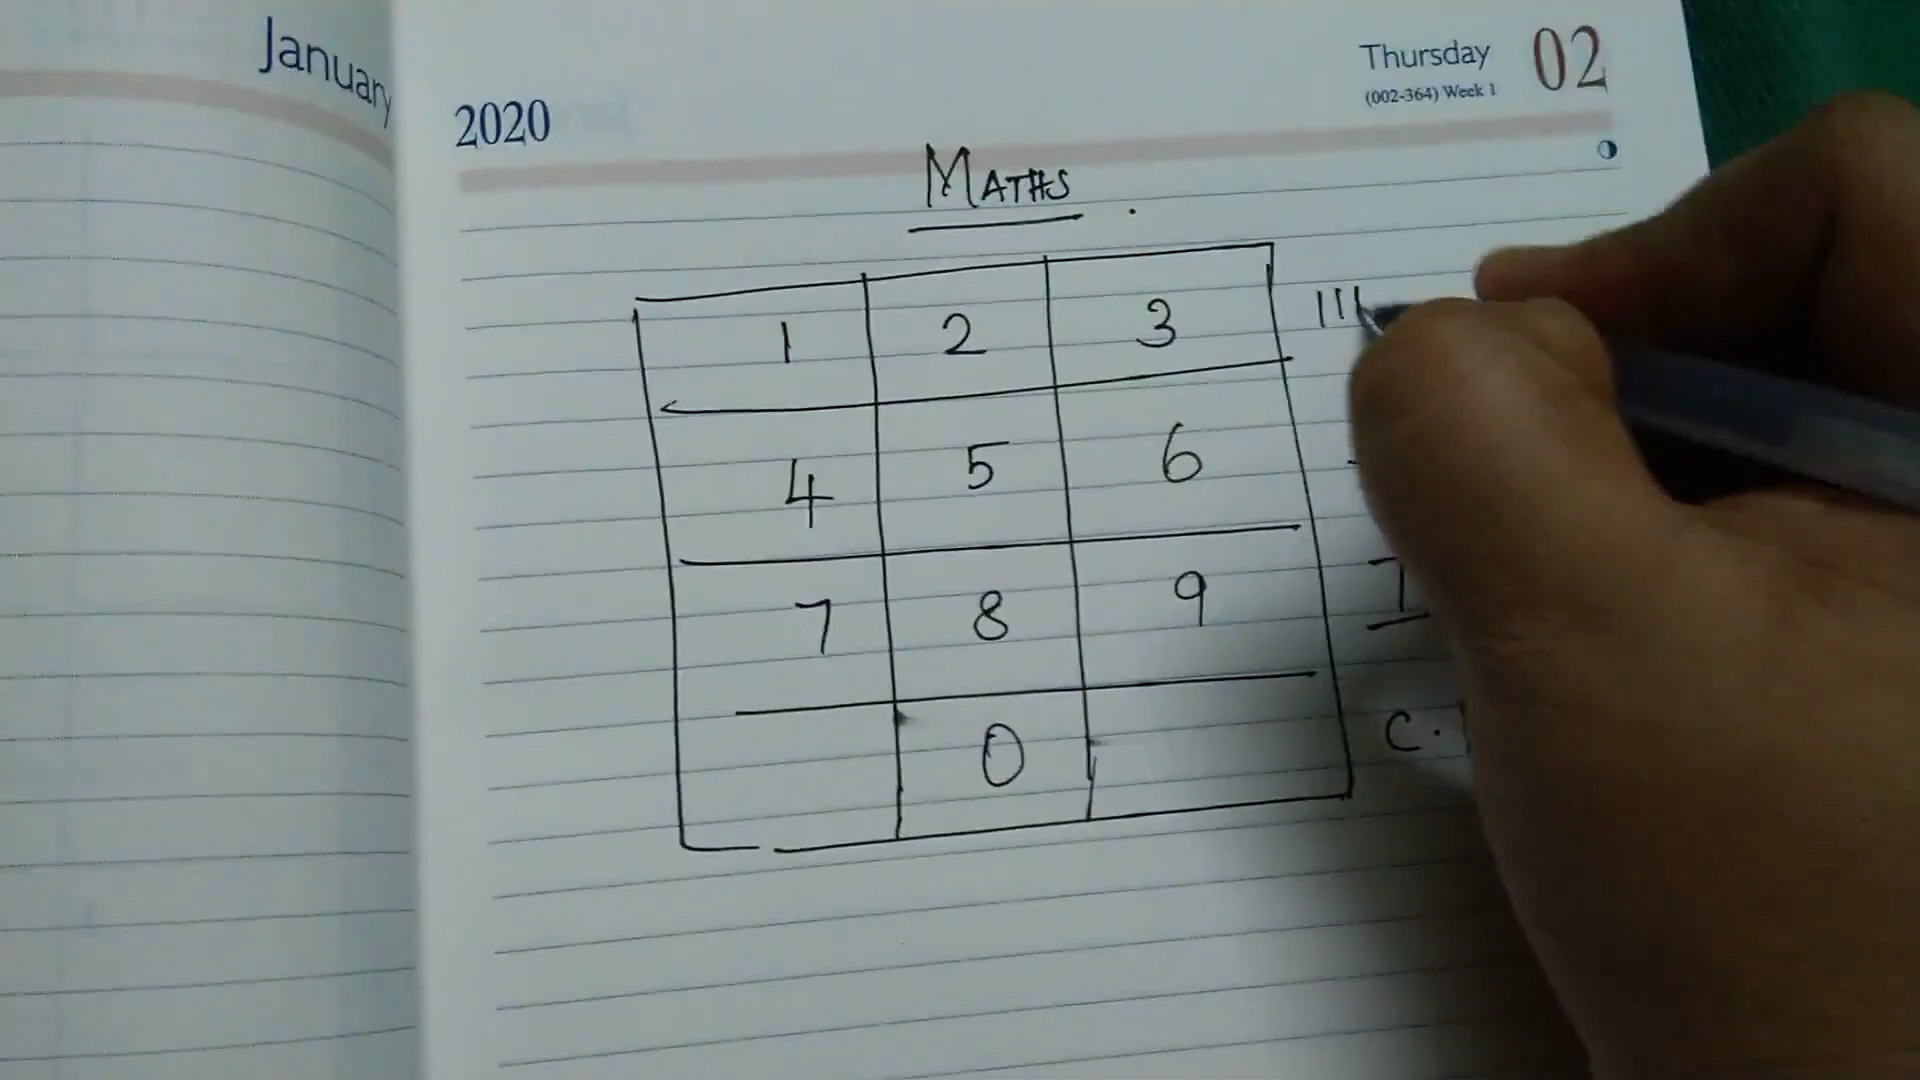 January
Thursday 02
(002-364) Week 1
2020
MATHS
1 2 3
4 5 6
7 8 9
0
C.